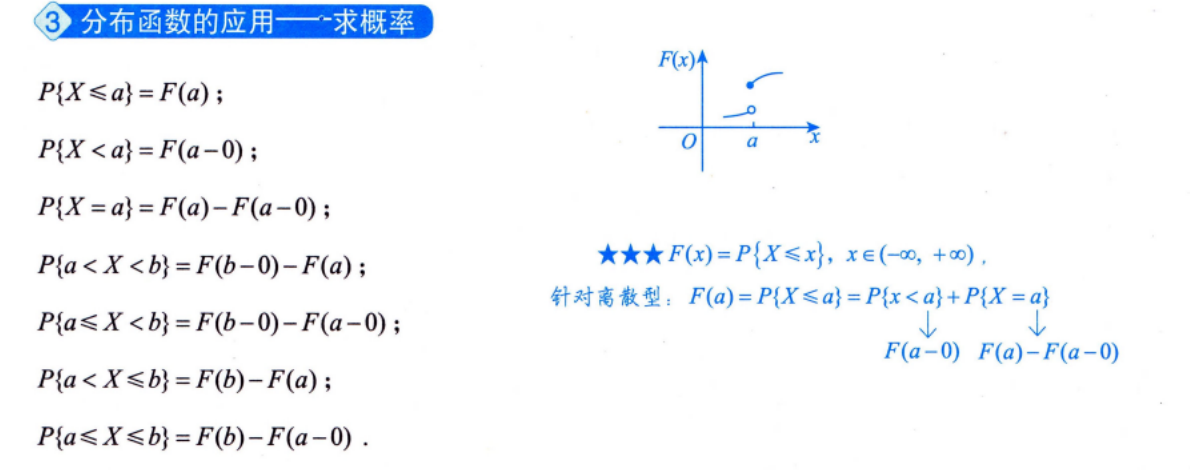 3 分布函数的应用——求概率
P{X⩽a}=F(a);
P{X<a}=F(a−0);
P{X=a}=F(a)−F(a−0);
P{a<X<b}=F(b−0)−F(a);
P{a⩽X<b}=F(b−0)−F(a−0);
P{a<X⩽b}=F(b)−F(a);
P{a⩽X⩽b}=F(b)−F(a−0).
F(x)
O a x
★★★F(x)=P{X⩽x}, x∈(−∞, +∞),
针对离散型：F(a)=P{X⩽a}=P{x<a}+P{X=a}
↓ ↓
F(a−0) F(a)−F(a−0)